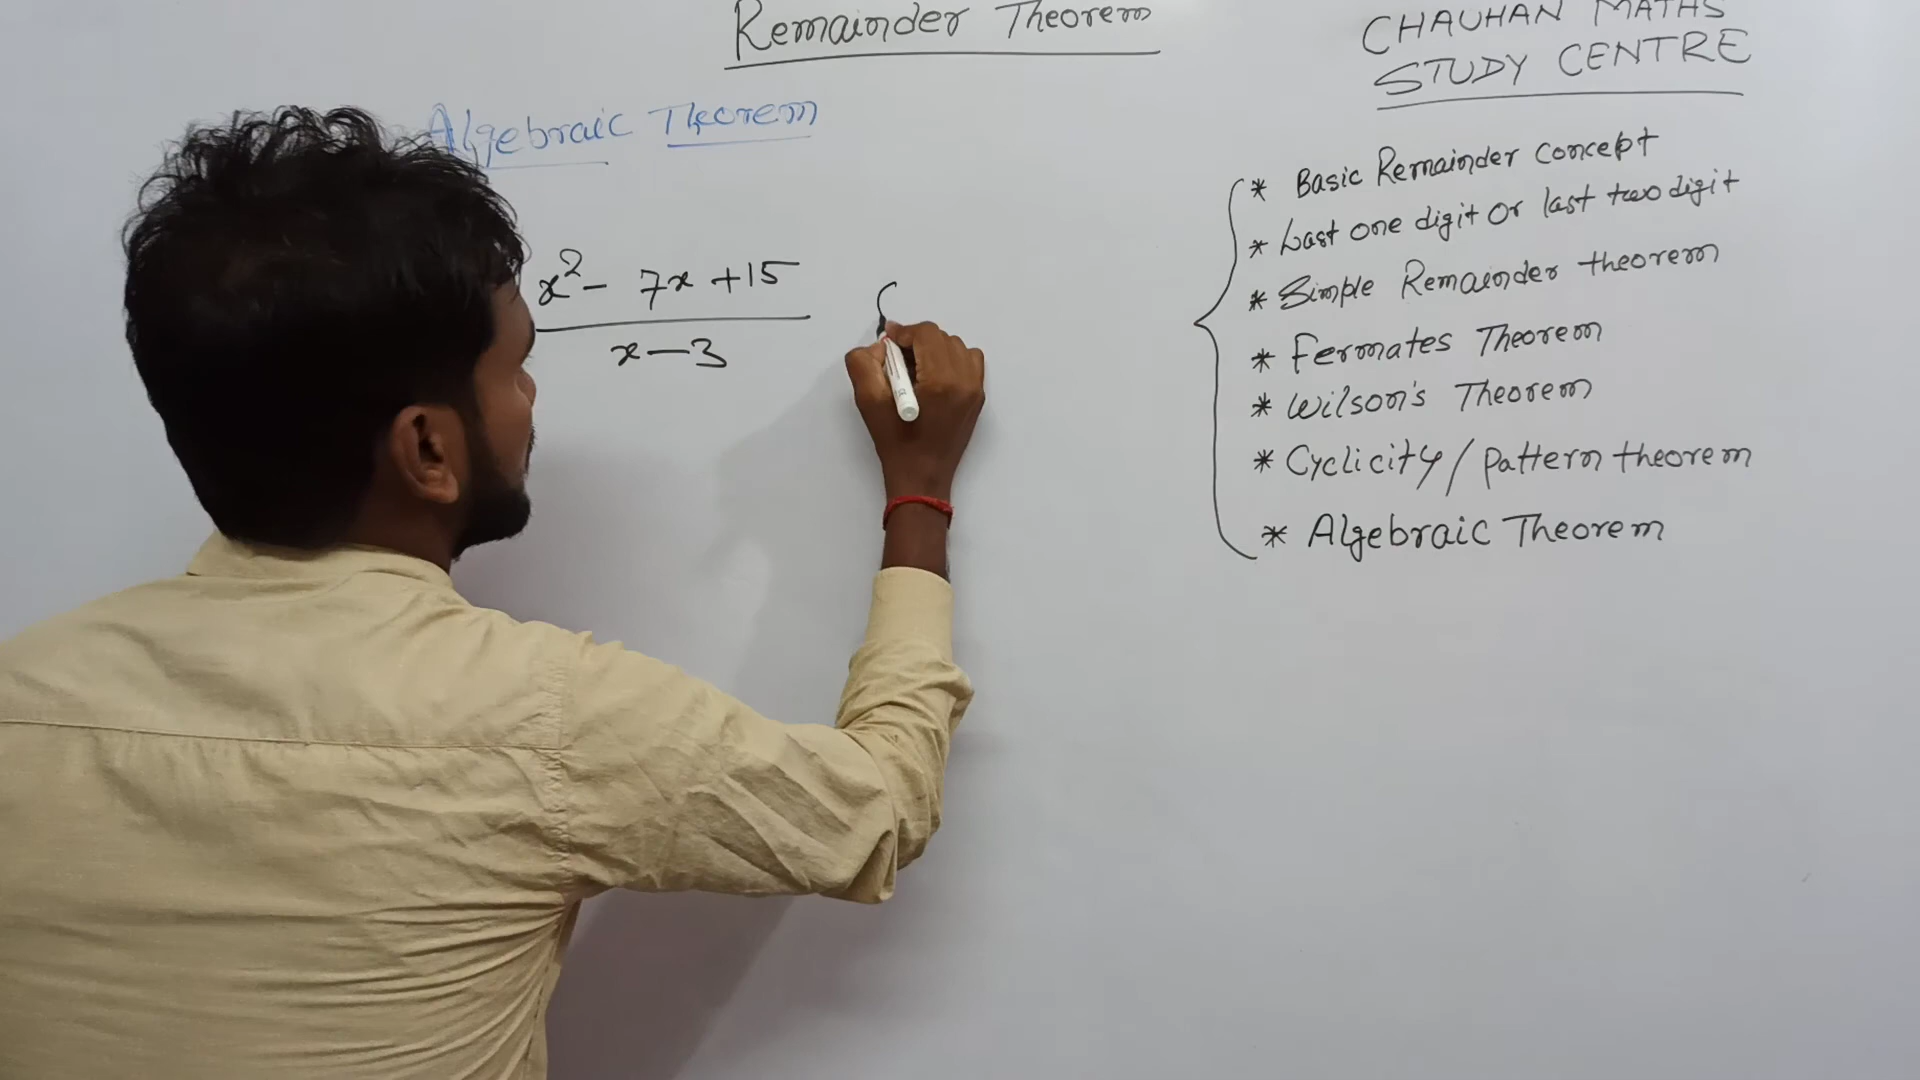 Remainder Theorem
CHAUHAN MATHS
STUDY CENTRE
Algebraic Theorem
x² - 7x + 15
x - 3
* Basic Remainder concept
* Last one digit or last two digit
* Simple Remainder theorem
* Fermates Theorem
* Wilson's Theorem
* Cyclicity / pattern theorem
* Algebraic Theorem